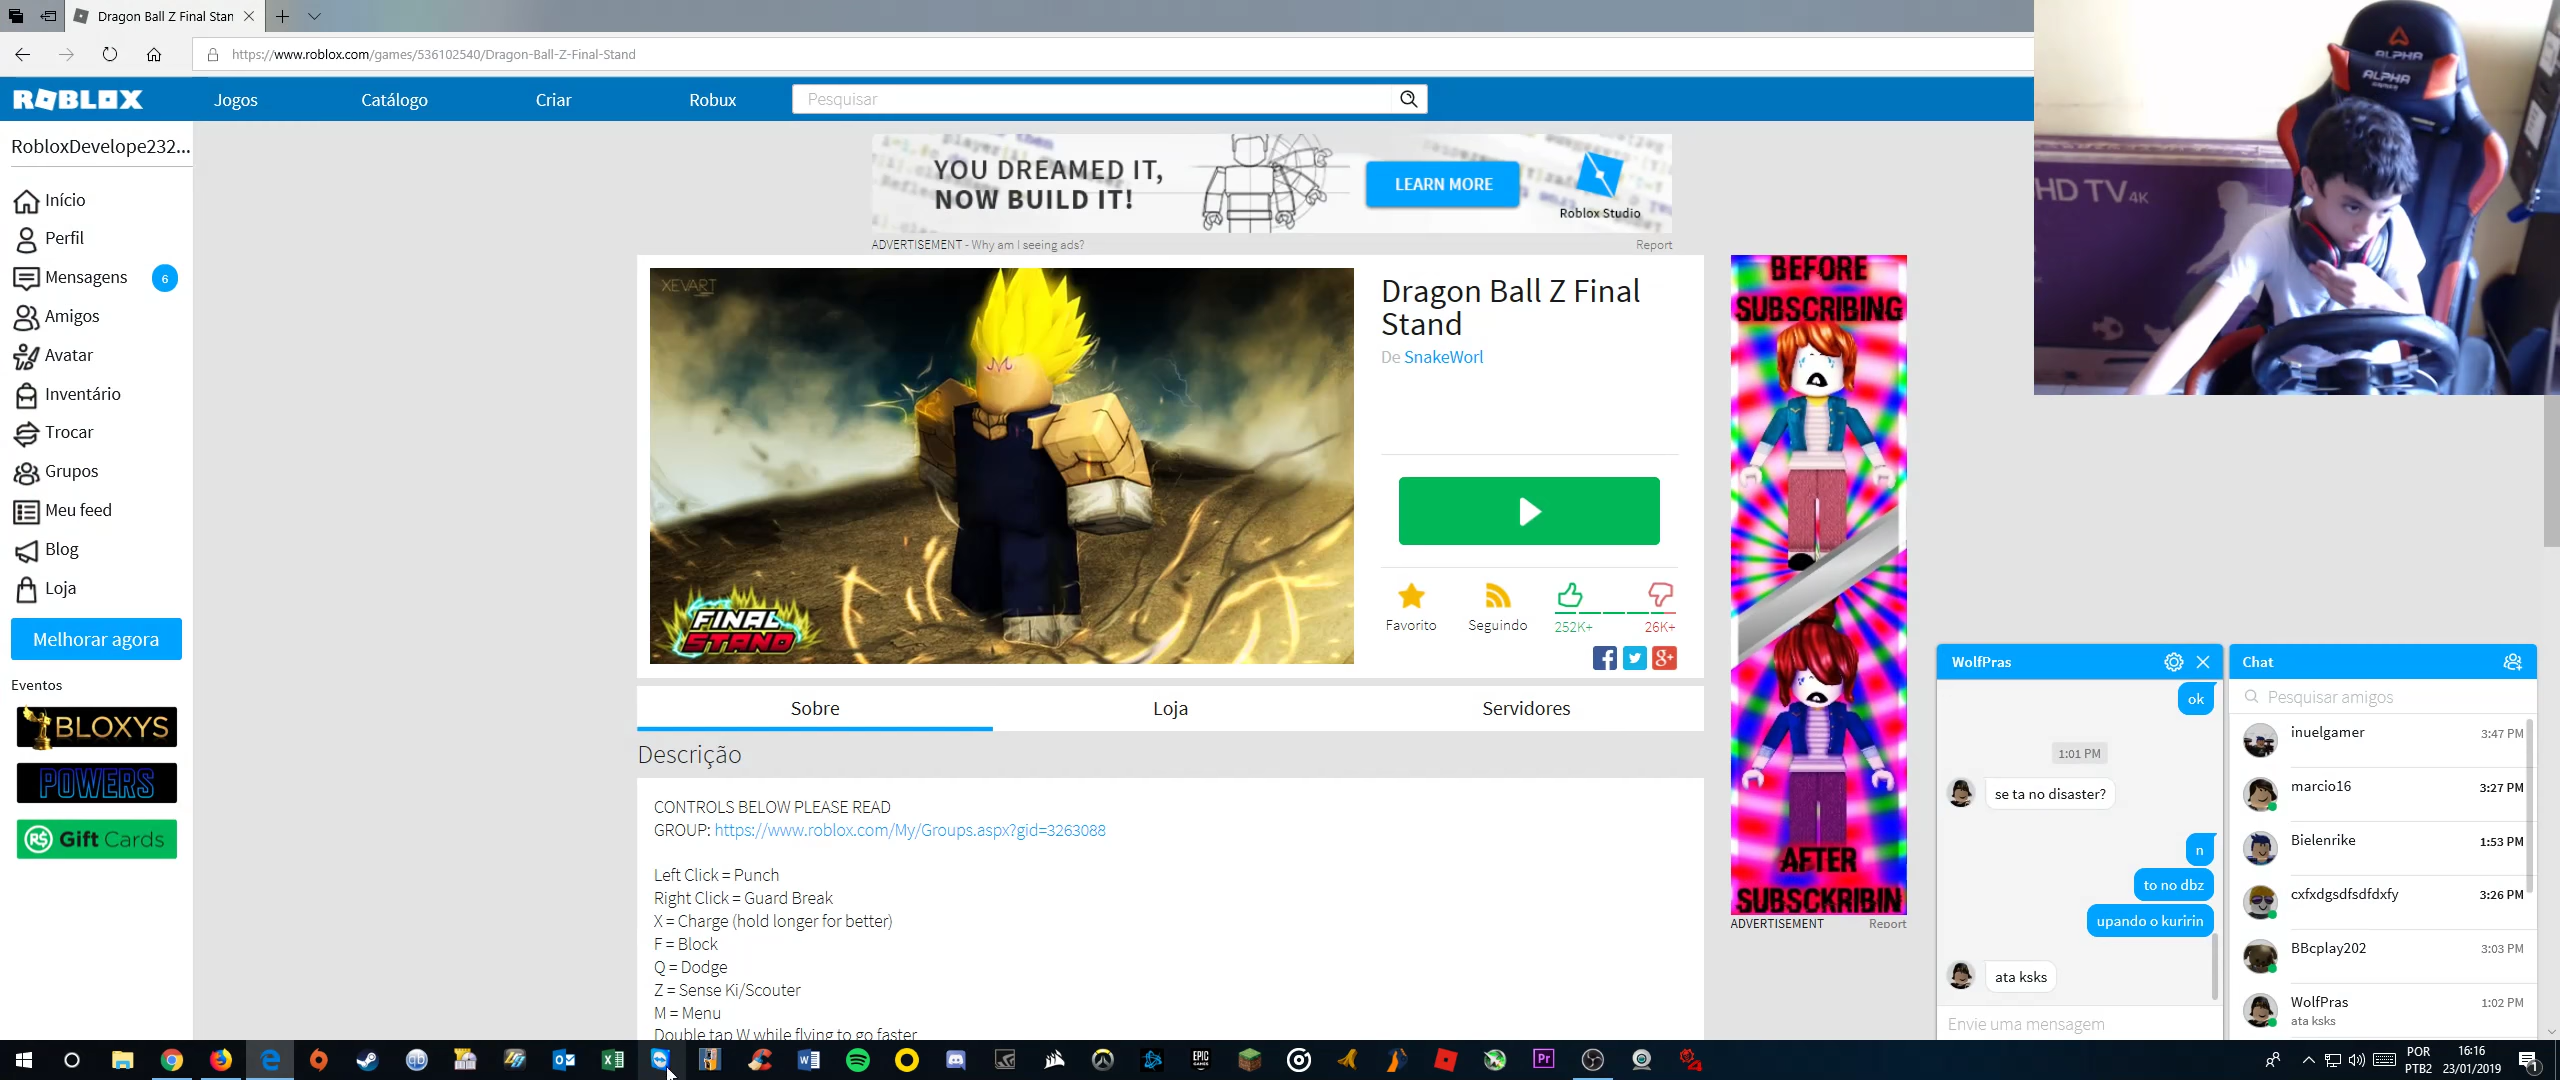 Dragon Ball Z Final Stan
https://www.roblox.com/games/536102540/Dragon-Ball-Z-Final-Stand
ROBLOX
Jogos
Catálogo
Criar
Robux
Pesquisar
RobloxDevelope232...
Início
Perfil
Mensagens
6
Amigos
Avatar
Inventário
Trocar
Grupos
Meu feed
Blog
Loja
Melhorar agora
Eventos
BLOXYS
POWERS
R$ Gift Cards
YOU DREAMED IT,
NOW BUILD IT!
LEARN MORE
Roblox Studio
ADVERTISEMENT - Why am I seeing ads?
Report
XEVART
FINAL
STAND
Dragon Ball Z Final
Stand
De SnakeWorl
Favorito
Seguindo
252K+
26K+
Sobre
Loja
Servidores
Descrição
CONTROLS BELOW PLEASE READ
GROUP: https://www.roblox.com/My/Groups.aspx?gid=3263088
Left Click = Punch
Right Click = Guard Break
X = Charge (hold longer for better)
F = Block
Q = Dodge
Z = Sense Ki/Scouter
M = Menu
Double tap W while flying to go faster
BEFORE
SUBSCRIBING
AFTER
SUBSCKRIBIN
ADVERTISEMENT
Report
ALPHA
ALPHA
HD TV 4K
WolfPras
ok
1:01 PM
se ta no disaster?
n
to no dbz
upando o kuririn
ata ksks
Envie uma mensagem
Chat
Pesquisar amigos
inuelgamer
3:47 PM
marcio16
3:27 PM
Bielenrike
1:53 PM
cxfxdgsdfsdfdxfy
3:26 PM
BBcplay202
3:03 PM
WolfPras
1:02 PM
ata ksks
EPIC
GAMES
Pr
POR
PTB2
16:16
23/01/2019
1